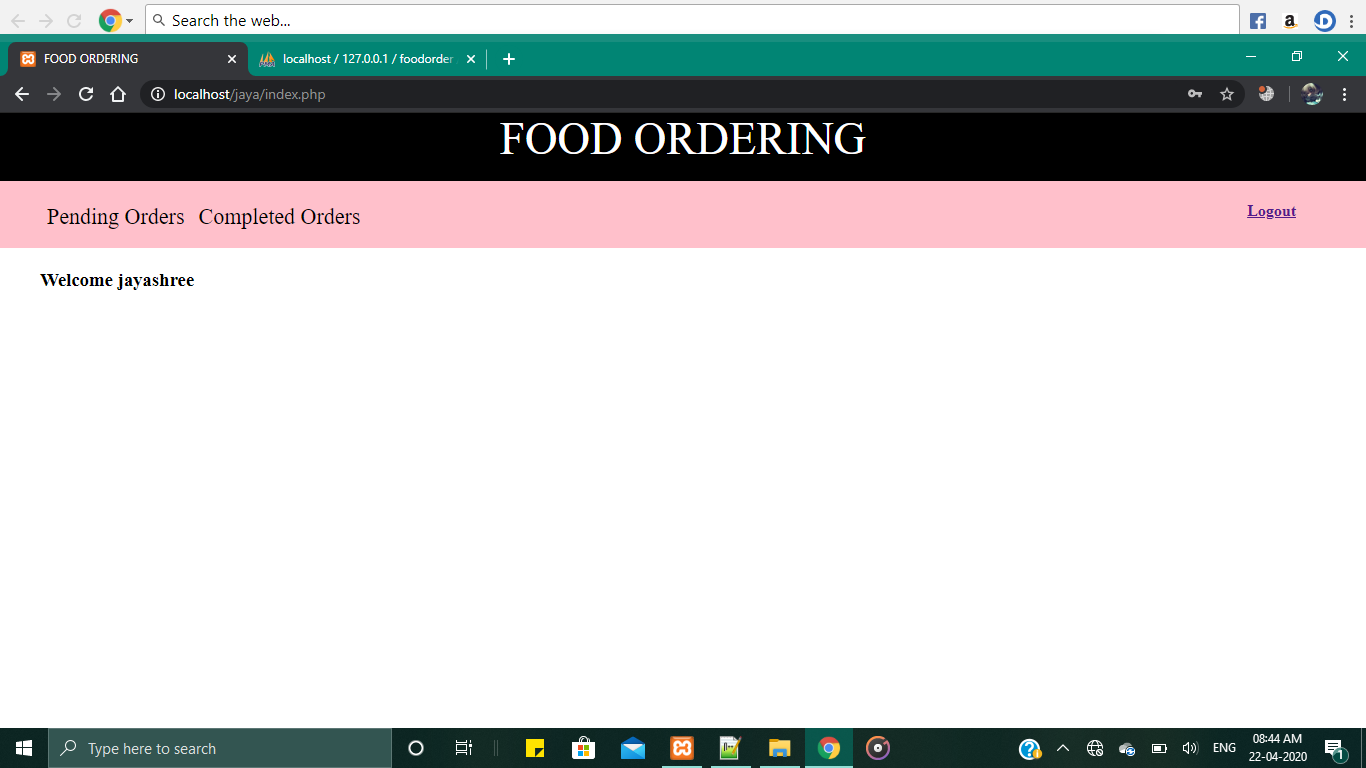 Search the web...
FOOD ORDERING
localhost / 127.0.0.1 / foodorder
localhost/jaya/index.php
FOOD ORDERING
Pending Orders Completed Orders
Logout
Welcome jayashree
Type here to search
ENG
08:44 AM
22-04-2020
1